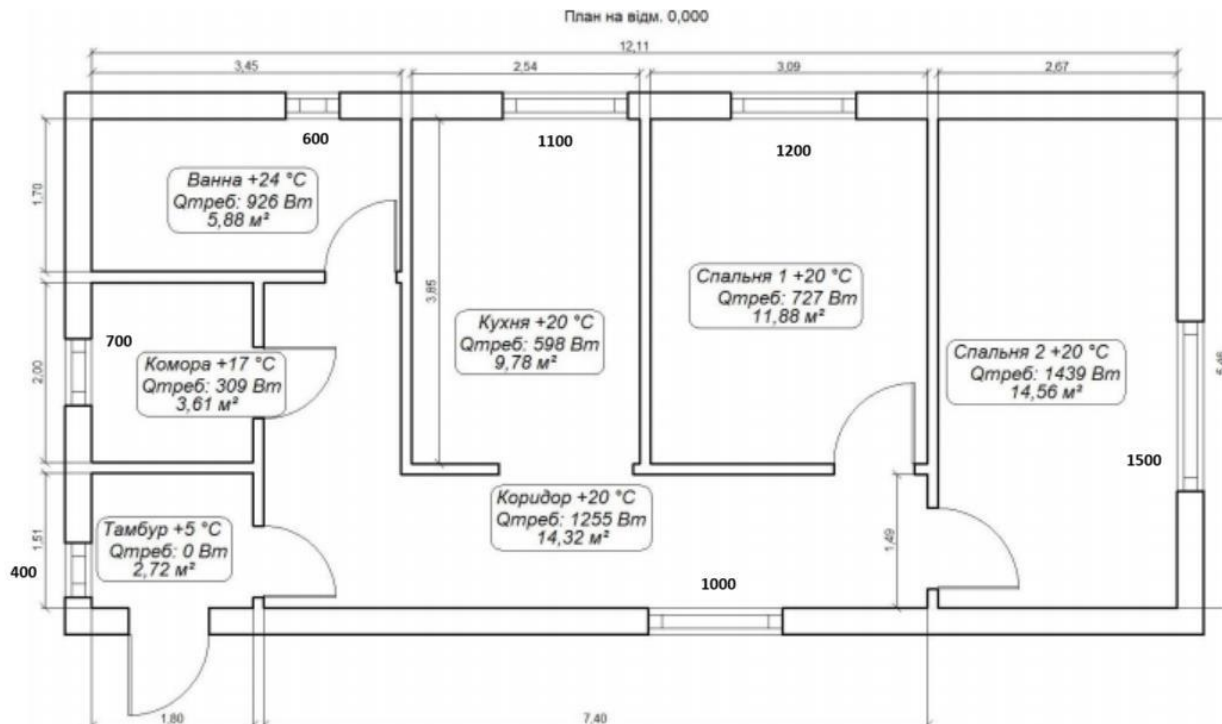 План на відм. 0,000
12,11
3,45
2,54
3,09
2,67
600
1100
1200
1,70
Ванна +24 °C
Qтреб: 926 Вт
5,88 м²
3,85
Спальня 1 +20 °C
Qтреб: 727 Вт
11,88 м²
Кухня +20 °C
Qтреб: 598 Вт
9,78 м²
700
2,00
Комора +17 °C
Qтреб: 309 Вт
3,61 м²
Спальня 2 +20 °C
Qтреб: 1439 Вт
14,56 м²
1500
Коридор +20 °C
Qтреб: 1255 Вт
14,32 м²
1,49
Тамбур +5 °C
Qтреб: 0 Вт
2,72 м²
1,51
400
1000
1,80
7,40